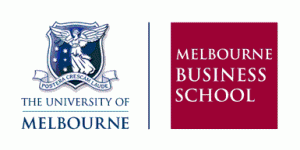 POSTERA CRESCAM LAUDE
THE UNIVERSITY OF
MELBOURNE
MELBOURNE
BUSINESS
SCHOOL